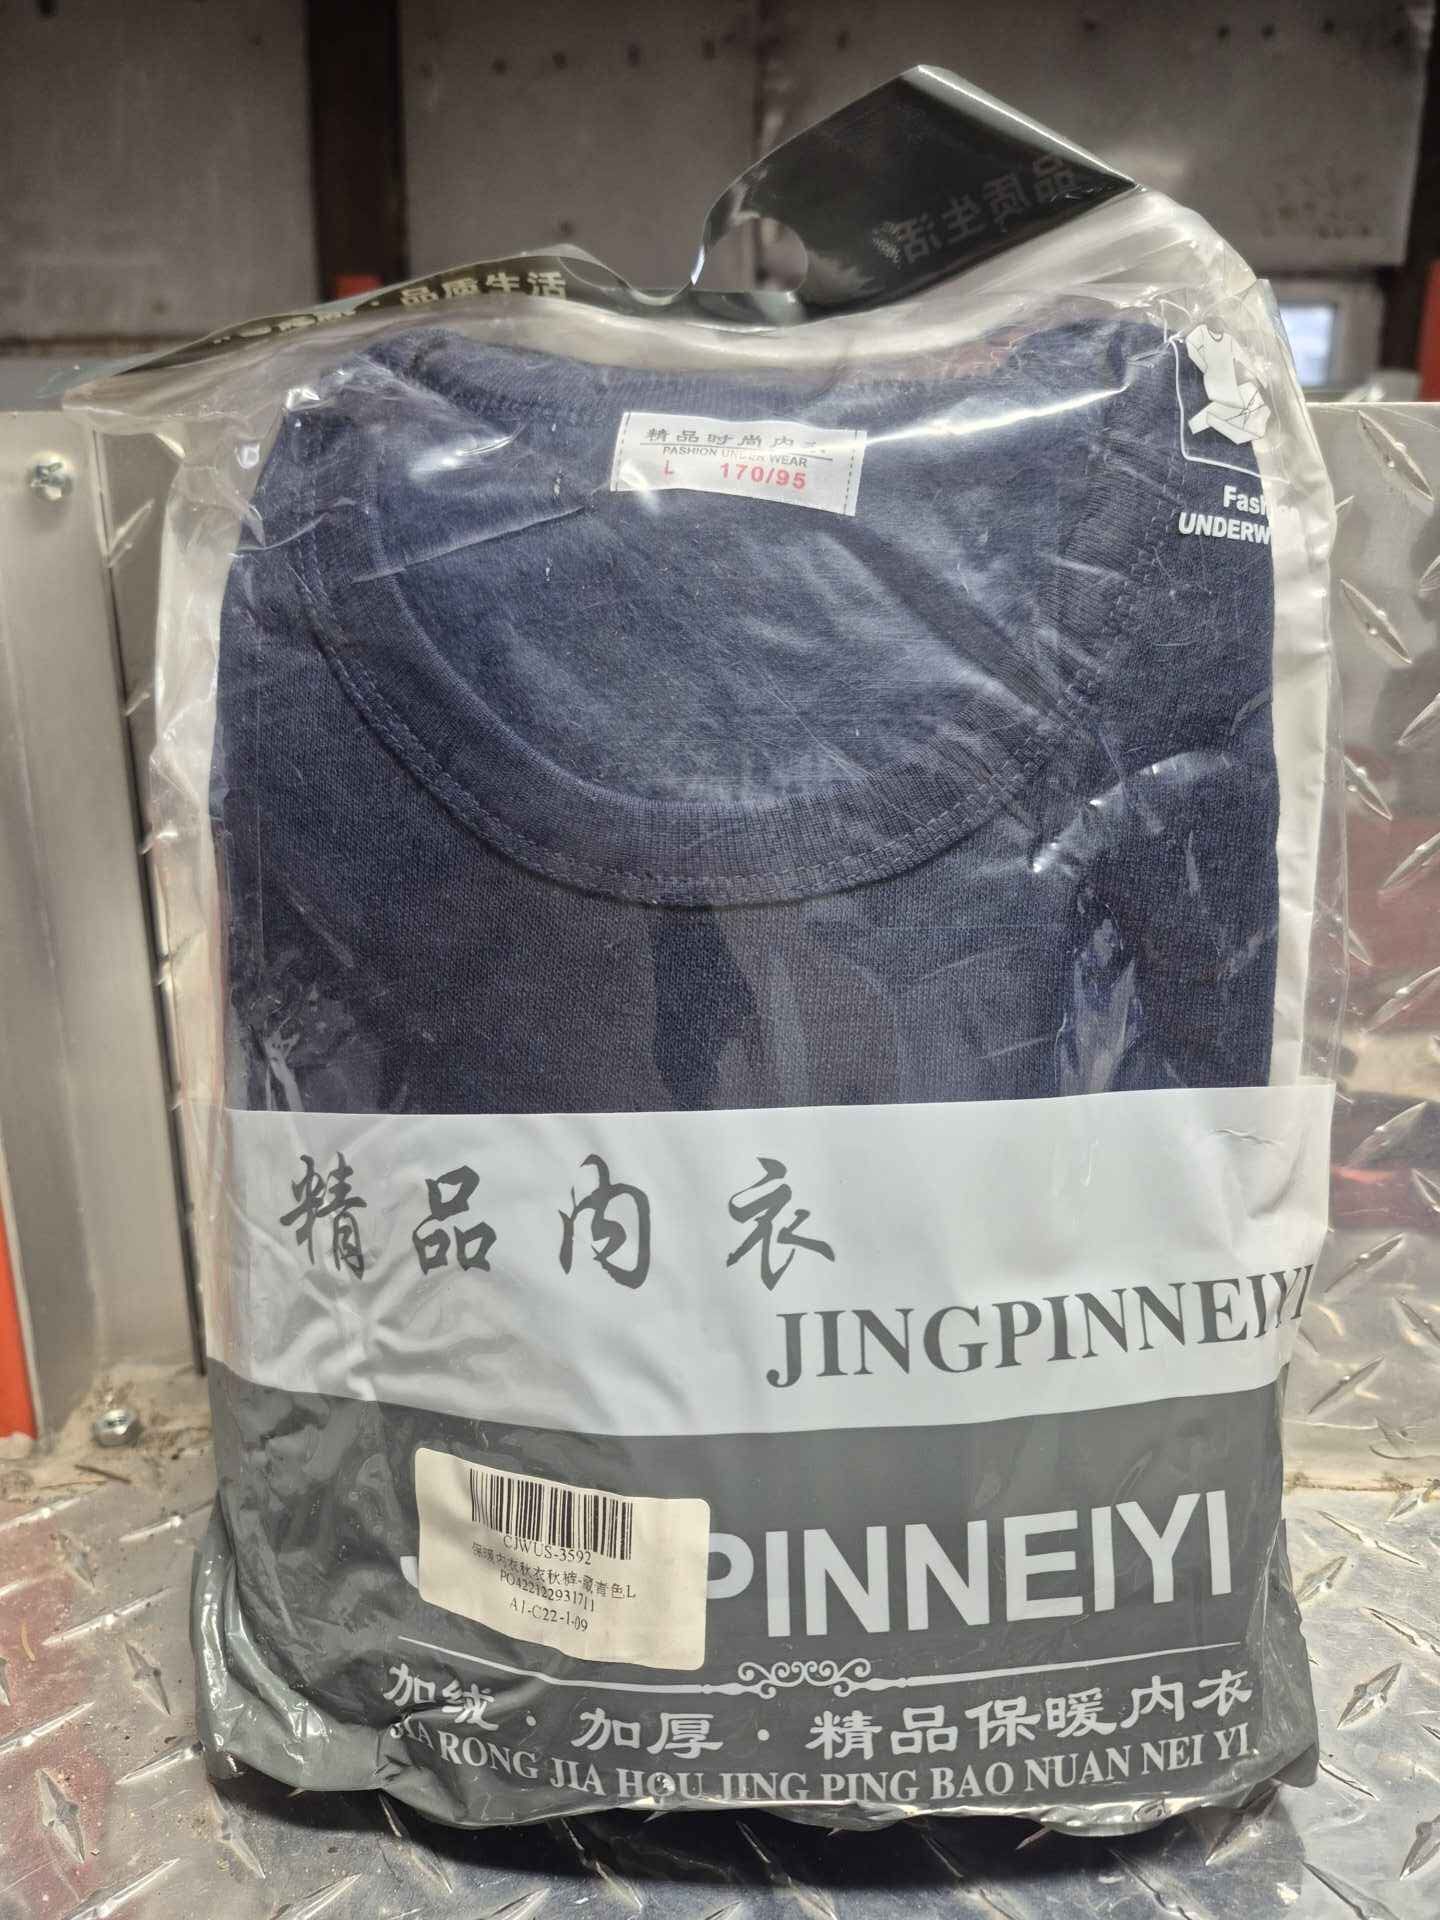 品质生活
品质生活
精品时尚内衣
FASHION UNDER WEAR
L 170/95
Fash
UNDERW
精品内衣
JINGPINNEIYI
PINNEIYI
CJWUS-3592
保暖内衣秋衣秋裤-藏青色L
PO422122931711
A1-C22-1-09
加绒·加厚·精品保暖内衣
JIA RONG JIA HOU JING PING BAO NUAN NEI YI